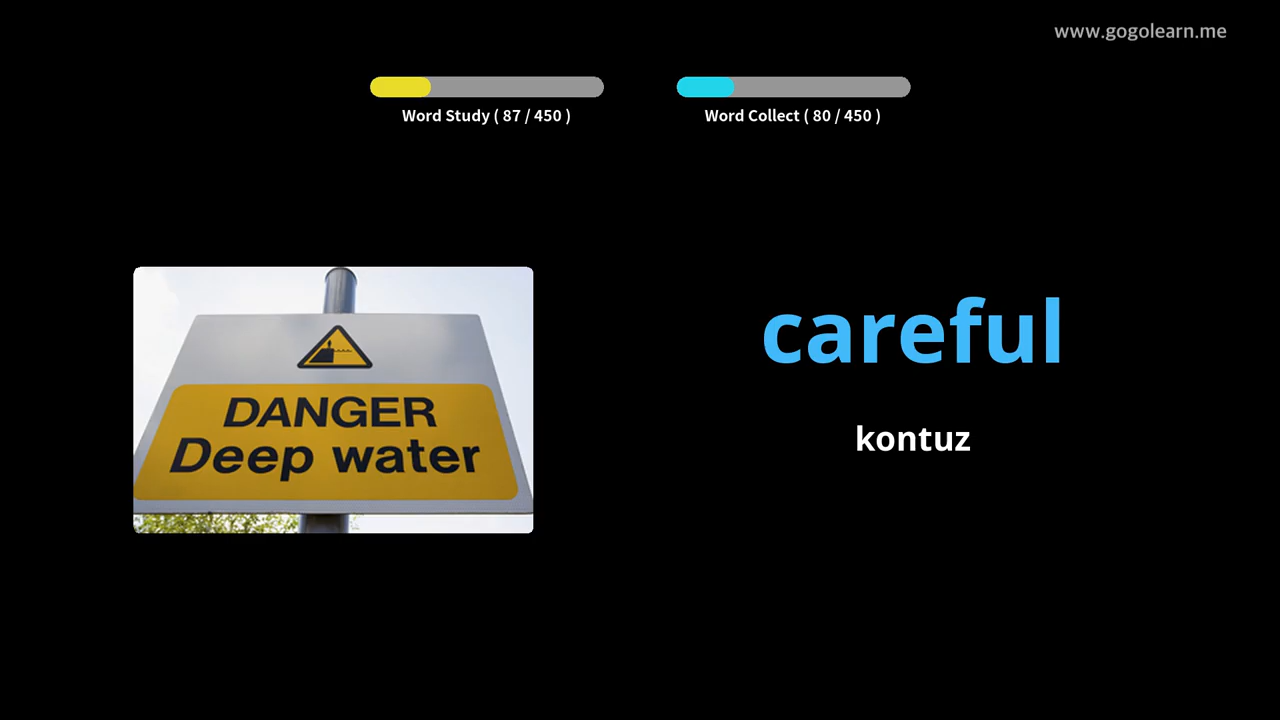 www.gogolearn.me
Word Study ( 87 / 450 )
Word Collect ( 80 / 450 )
DANGER
Deep water
careful
kontuz